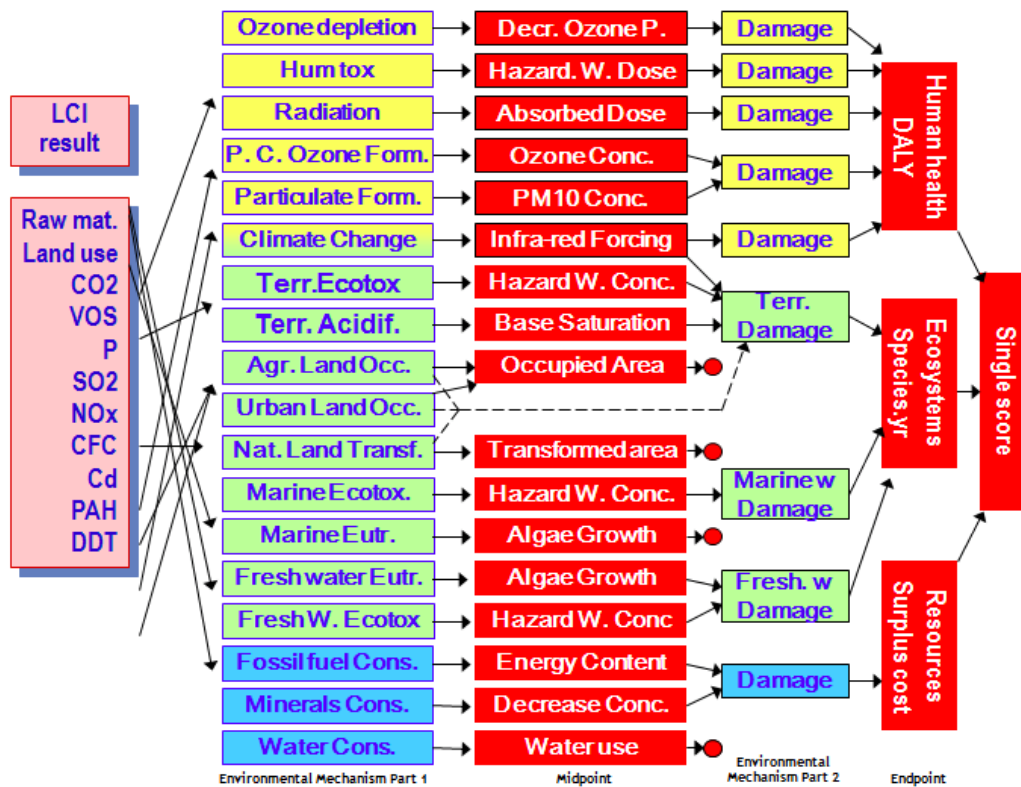 LCI
result
Raw mat.
Land use
CO2
VOS
P
SO2
NOx
CFC
Cd
PAH
DDT
Ozone depletion
Hum tox
Radiation
P. C. Ozone Form.
Particulate Form.
Climate Change
Terr.Ecotox
Terr. Acidif.
Agr. Land Occ.
Urban Land Occ.
Nat. Land Transf.
Marine Ecotox.
Marine Eutr.
Freshwater Eutr.
Fresh W. Ecotox
Fossil fuel Cons.
Minerals Cons.
Water Cons.
Environmental Mechanism Part 1
Decr. Ozone P.
Hazard. W. Dose
Absorbed Dose
Ozone Conc.
PM10 Conc.
Infra-red Forcing
Hazard W. Conc.
Base Saturation
Occupied Area
Transformed area
Hazard W. Conc.
Algae Growth
Algae Growth
Hazard W. Conc
Energy Content
Decrease Conc.
Water use
Midpoint
Damage
Damage
Damage
Damage
Damage
Terr.
Damage
Marine w
Damage
Fresh. w
Damage
Damage
Environmental
Mechanism Part 2
Human health
DALY
Ecosystems
Species.yr
Resources
Surplus cost
Endpoint
Single score